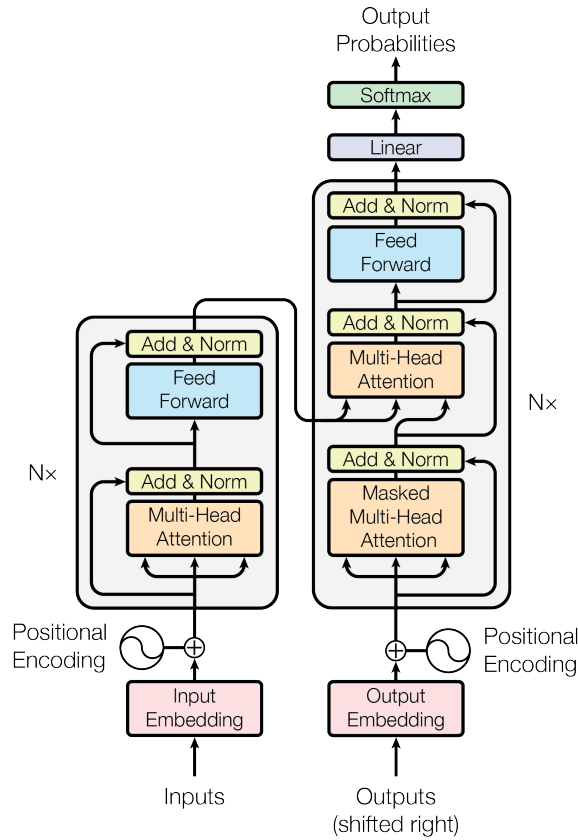 Output
Probabilities
Softmax
Linear
Add & Norm
Feed
Forward
Add & Norm
Multi-Head
Attention
Add & Norm
Masked
Multi-Head
Attention
N×
Add & Norm
Feed
Forward
Add & Norm
Multi-Head
Attention
N×
Positional
Encoding
Positional
Encoding
Input
Embedding
Output
Embedding
Inputs
Outputs
(shifted right)